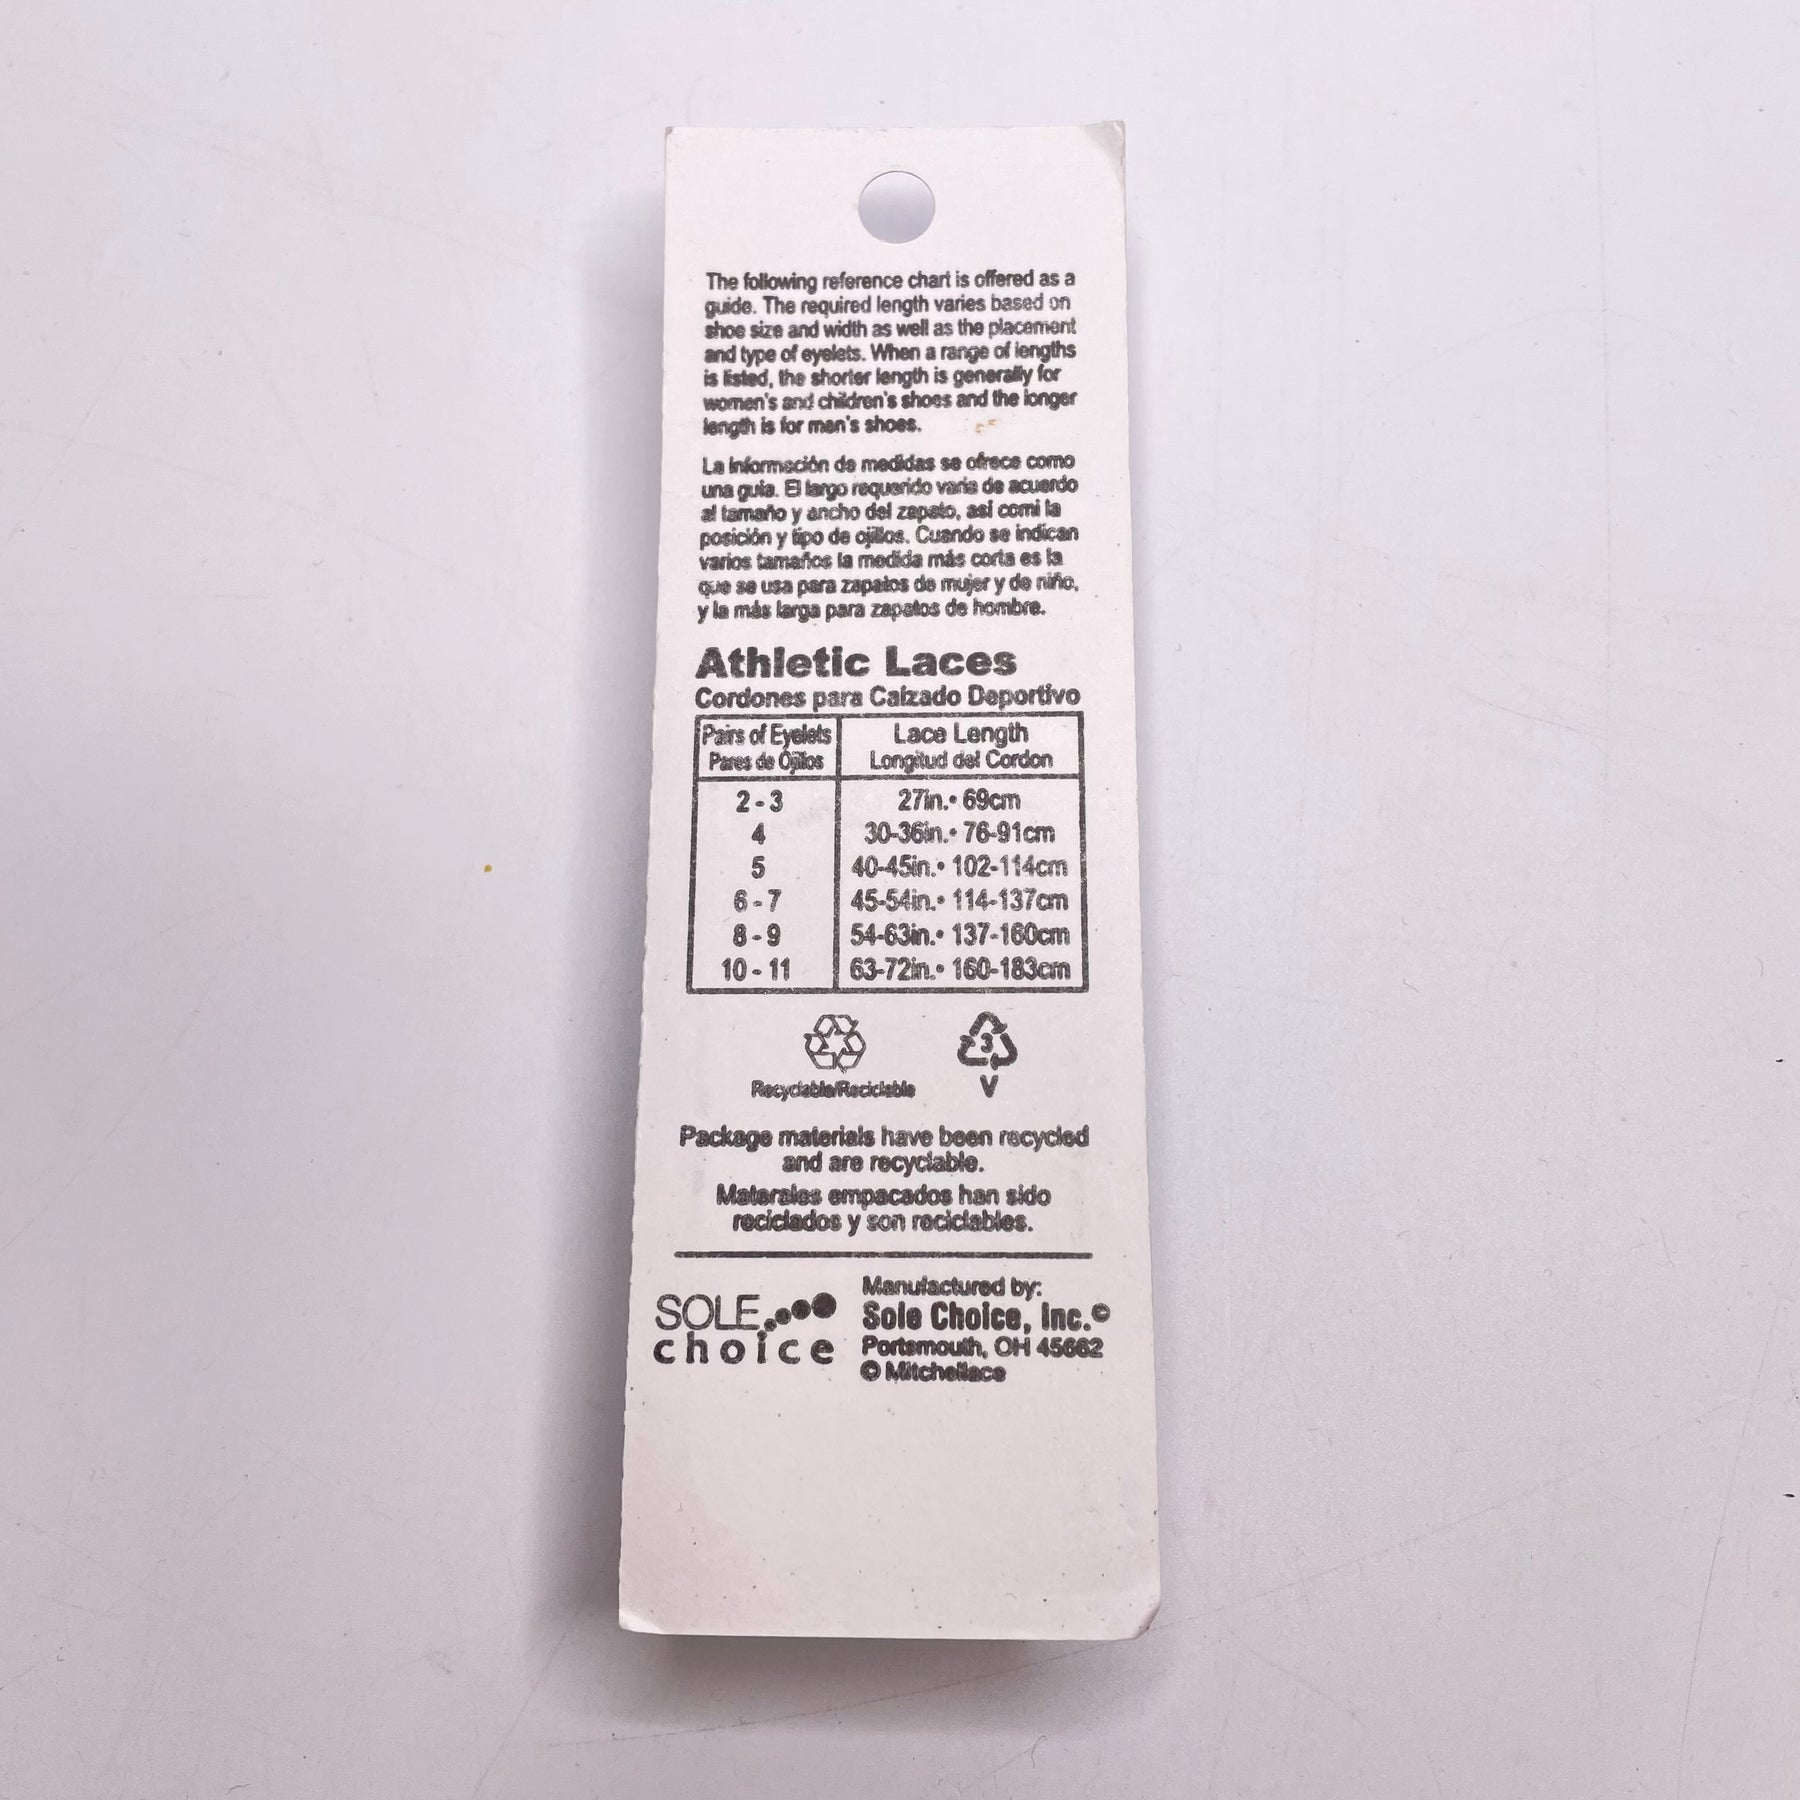 The following reference chart is offered as a
guide. The required length varies based on
shoe size and width as well as the placement
and type of eyelets. When a range of lengths
is listed, the shorter length is generally for
women's and children's shoes and the longer
length is for men's shoes.
La información de medidas se ofrece como
una guía. El largo requerido varía de acuerdo
al tamaño y ancho del zapato, así comi la
posición y tipo de ojillos. Cuando se indican
varios tamaños la medida más corta es la
que se usa para zapatos de mujer y de niño,
y la más larga para zapatos de hombre.
Athletic Laces
Cordones para Calzado Deportivo
Pairs of Eyelets Lace Length
Pares de Ojillos Longitud del Cordon
2 - 3 27in.• 69cm
4 30-36in.• 76-91cm
5 40-45in.• 102-114cm
6 - 7 45-54in.• 114-137cm
8 - 9 54-63in.• 137-160cm
10 - 11 63-72in.• 160-183cm
3
Recyclable/Reciclable V
Package materials have been recycled
and are recyclable.
Materales empacados han sido
reciclados y son reciclables.
SOLE
choice
Manufactured by:
Sole Choice, Inc.©
Portsmouth, OH 45662
© Mitchellace